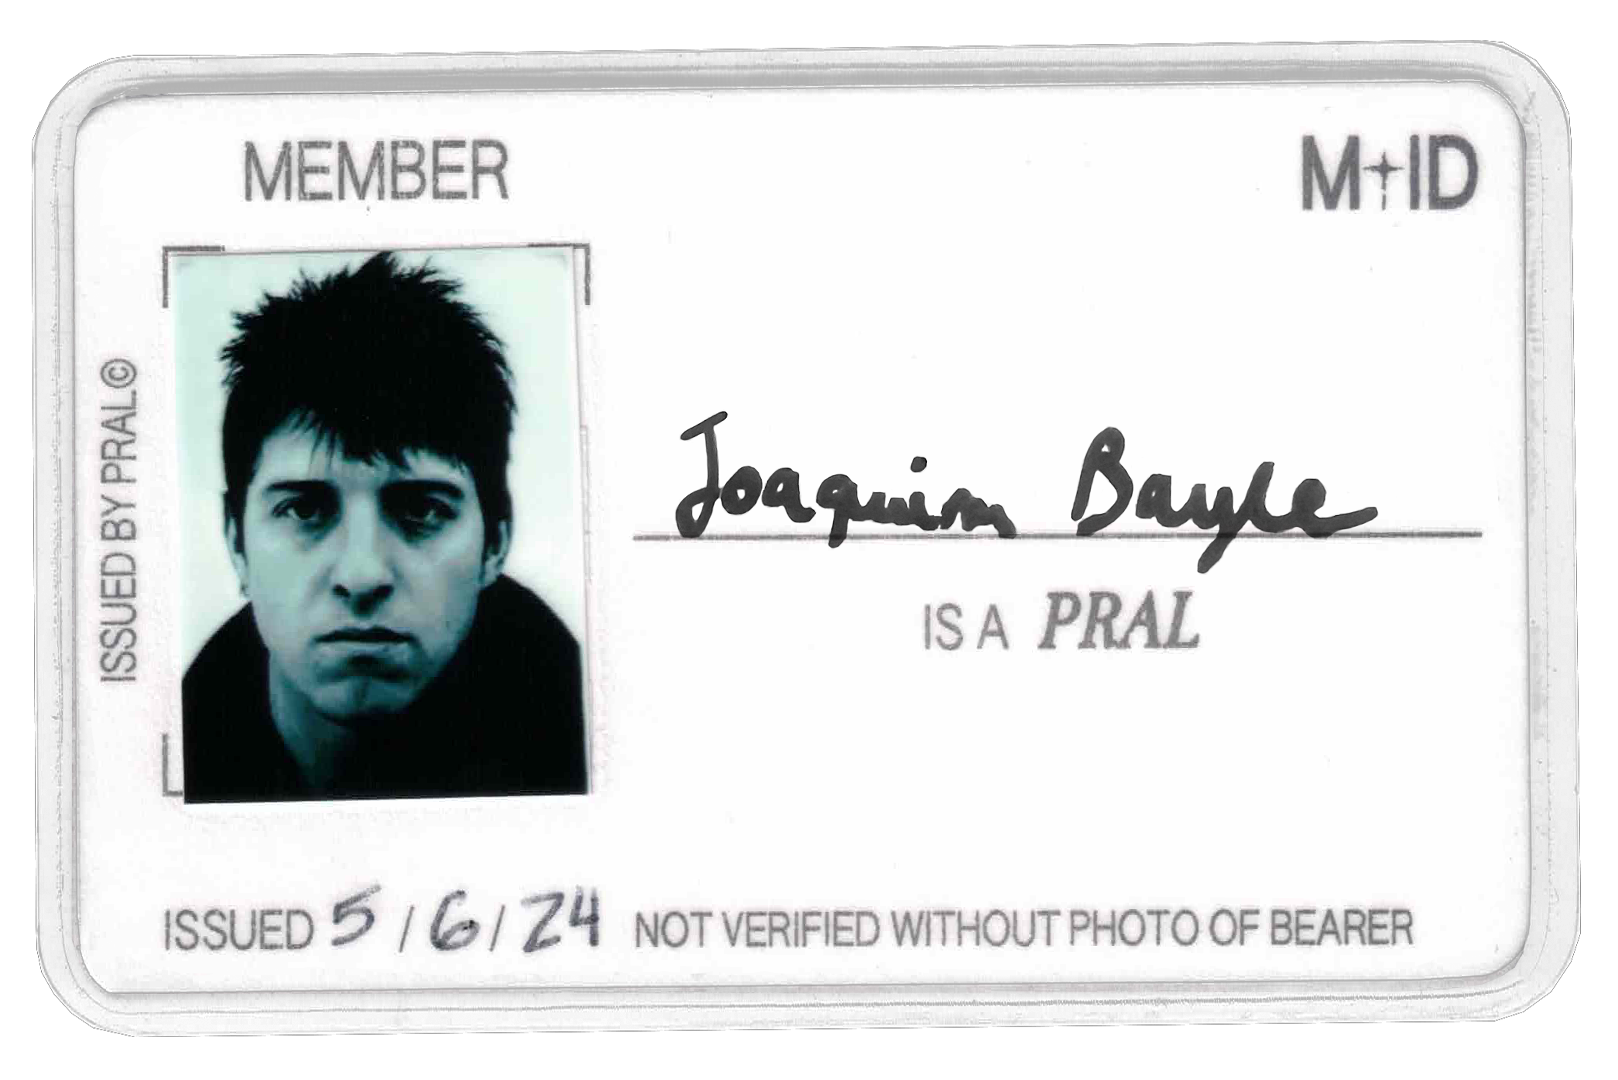 MEMBER
M+ID
ISSUED BY PRAL©
Joaquim Bayle
IS A PRAL
ISSUED 5/6/24 NOT VERIFIED WITHOUT PHOTO OF BEARER